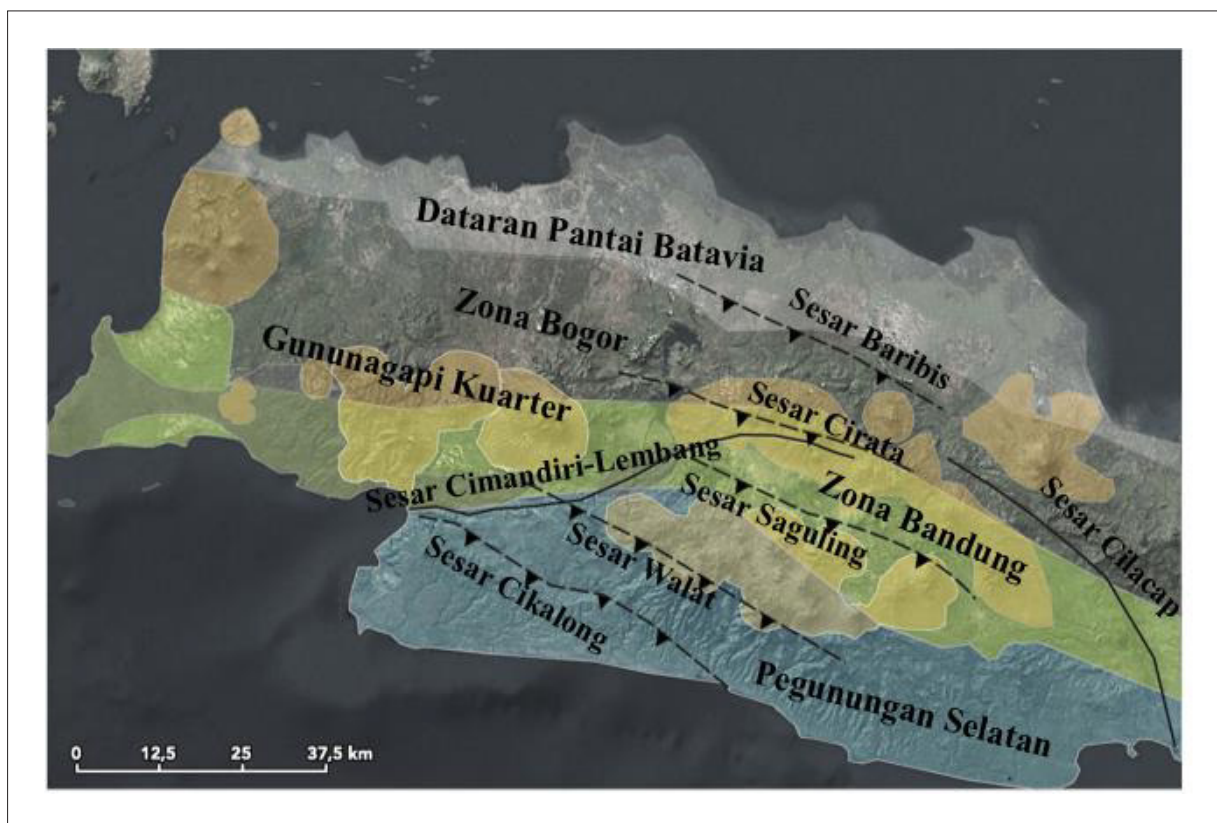 Dataran Pantai Batavia
Sesar Baribis
Zona Bogor
Gununagapi Kuarter
Sesar Cirata
Sesar Cimandiri-Lembang
Zona Bandung
Sesar Saguling
Sesar Cilacap
Sesar Walat
Sesar Cikalong
Pegunungan Selatan
0 12,5 25 37,5 km